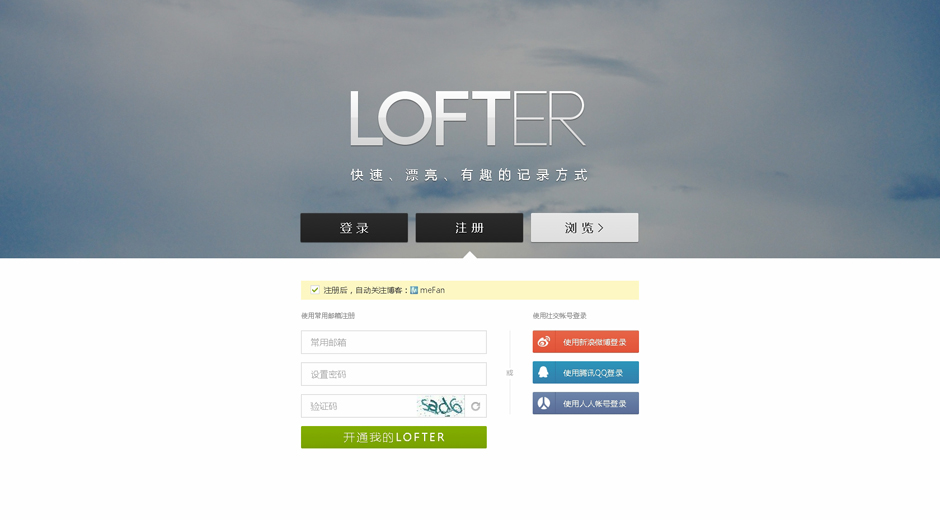 LOFTER
快速、漂亮、有趣的记录方式
登录
注册
浏览
注册后，自动关注博客： meFan
使用常用邮箱注册
常用邮箱
设置密码
验证码
开通我的LOFTER
或
使用社交帐号登录
使用新浪微博登录
使用腾讯QQ登录
使用人人帐号登录